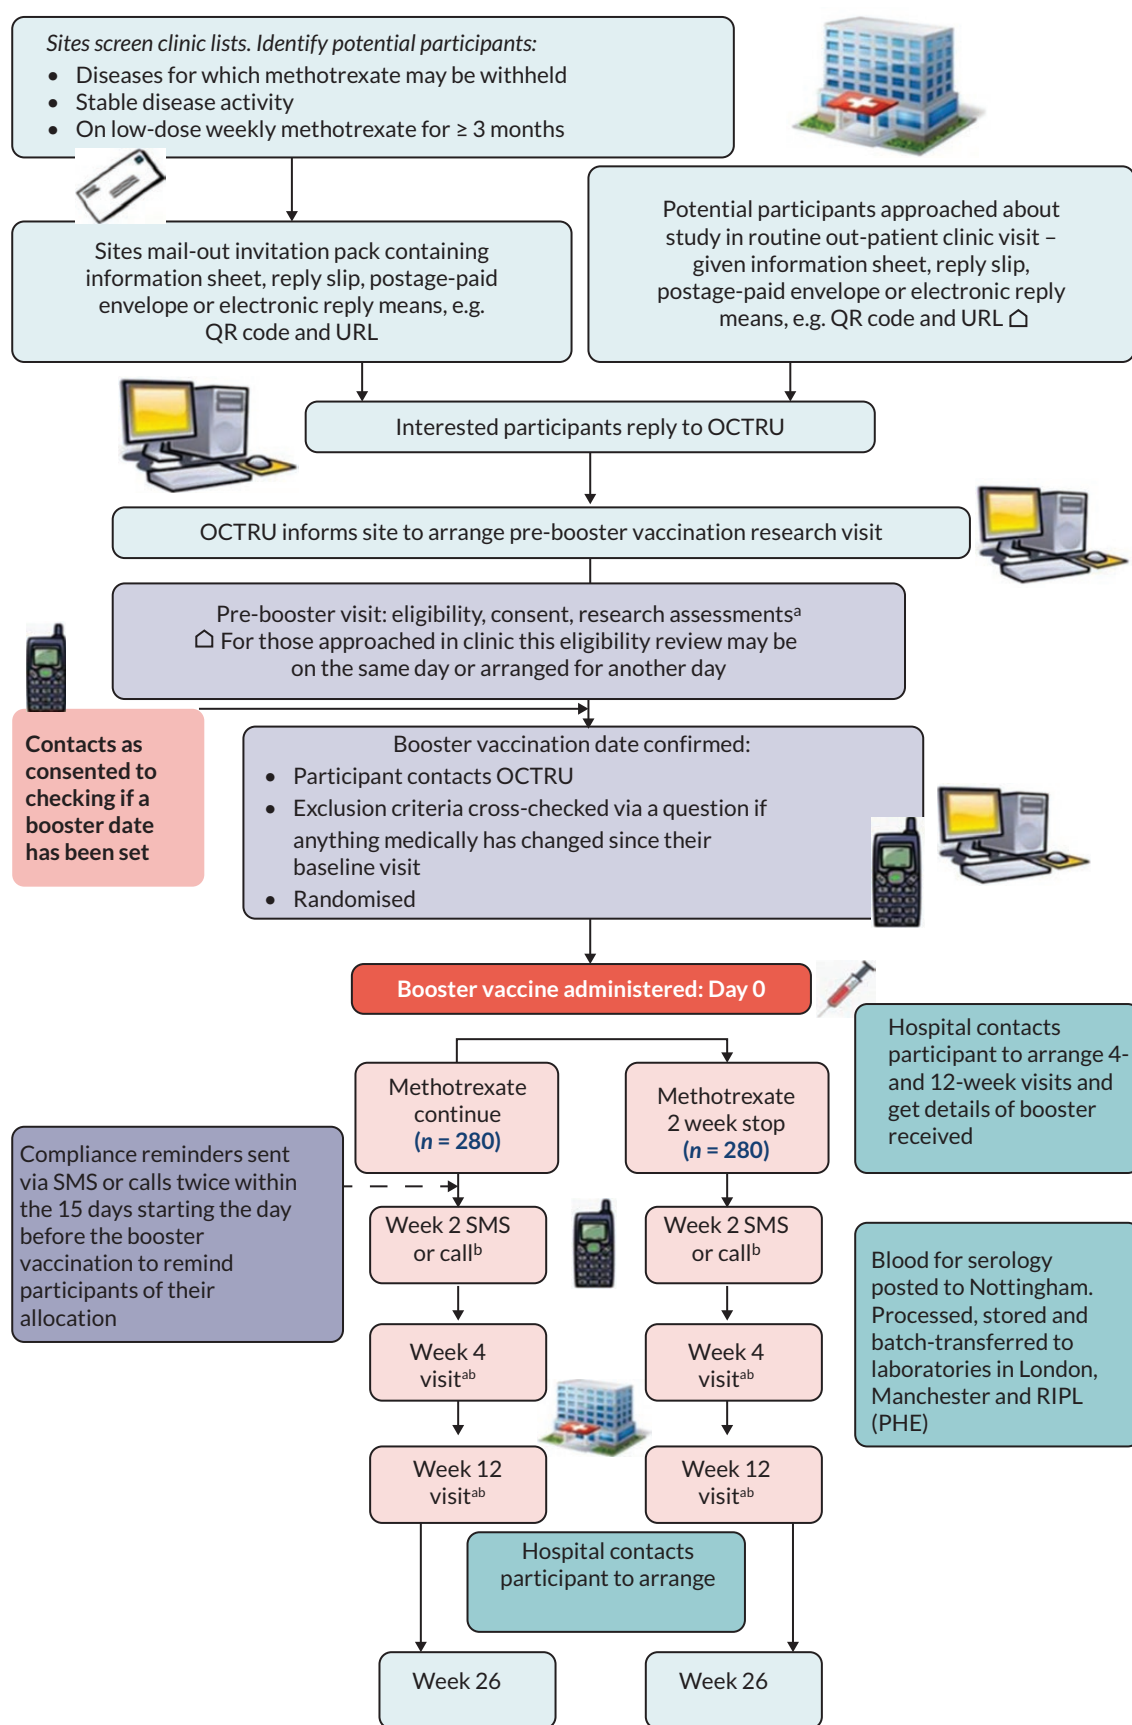 Sites screen clinic lists. Identify potential participants:
• Diseases for which methotrexate may be withheld
• Stable disease activity
• On low-dose weekly methotrexate for ≥ 3 months
Sites mail-out invitation pack containing
information sheet, reply slip, postage-paid
envelope or electronic reply means, e.g.
QR code and URL
Potential participants approached about
study in routine out-patient clinic visit –
given information sheet, reply slip,
postage-paid envelope or electronic reply
means, e.g. QR code and URL ⌂
Interested participants reply to OCTRU
OCTRU informs site to arrange pre-booster vaccination research visit
Pre-booster visit: eligibility, consent, research assessmentsᵃ
⌂ For those approached in clinic this eligibility review may be
on the same day or arranged for another day
Contacts as
consented to
checking if a
booster date
has been set
Booster vaccination date confirmed:
• Participant contacts OCTRU
• Exclusion criteria cross-checked via a question if
anything medically has changed since their
baseline visit
• Randomised
Booster vaccine administered: Day 0
Hospital contacts
participant to arrange 4-
and 12-week visits and
get details of booster
received
Methotrexate
continue
(n = 280)
Methotrexate
2 week stop
(n = 280)
Compliance reminders sent
via SMS or calls twice within
the 15 days starting the day
before the booster
vaccination to remind
participants of their
allocation
Week 2 SMS
or callᵇ
Week 2 SMS
or callᵇ
Blood for serology
posted to Nottingham.
Processed, stored and
batch-transferred to
laboratories in London,
Manchester and RIPL
(PHE)
Week 4
visitᵃᵇ
Week 4
visitᵃᵇ
Week 12
visitᵃᵇ
Week 12
visitᵃᵇ
Hospital contacts
participant to arrange
Week 26
Week 26